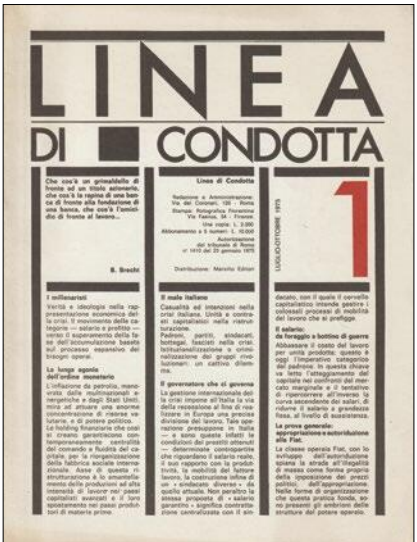 LINEA
DI CONDOTTA
Che cos'è un grimaldello di
fronte ad un titolo azionario,
che cos'è la rapina di una ban-
ca di fronte alla fondazione di
una banca, che cos'è l'omici-
dio di fronte al lavoro...
B. Brecht
Linea di Condotta
Redazione e Amministrazione:
Via dei Coronari, 130 - Roma
Stampa: Rotografica Fiorentina
Via Faenza, 54 - Firenze
Una copia: L. 2.000
Abbonamento a 5 numeri: L. 10.000
Autorizzazione
del tribunale di Roma
del 23 gennaio 1975
Distribuzione: Marsilio Editori
LUGLIO-OTTOBRE 1975
1
I millenaristi
Verità e ideologia nella rap-
presentazione economica del-
la crisi. Il movimento delle ca-
tegorie — salario e profitto —
verso il superamento della fa-
se dell'accumulazione basata
sul processo espansivo dei
bisogni operai.
La lunga agonia
dell'ordine monetario
L'inflazione da petrolio, mano-
vrata dalle multinazionali e-
nergetiche e dagli Stati Uniti,
mira ad attuare una enorme
concentrazione di risorse va-
lutarie, e di potere politico.
Le holding finanziarie che così
si creano garantiscono con-
temporaneamente centralità
del comando e fluidità del ca-
pitale, per la riorganizzazione
della fabbrica sociale interna-
zionale. Asse di questa ri-
strutturazione è lo smantella-
mento delle produzioni ad alta
intensità di lavoro nei paesi
capitalisti avanzati e il loro
spostamento nei paesi produt-
tori di materie prime.
Il male italiano
Casualità ed intenzioni nella
crisi italiana. Unità e contra-
sti capitalistici nella ristrut-
turazione.
Padroni, partiti, sindacati,
bottegai, fascisti nella crisi.
Istituzionalizzazione o crimi-
nalizzazione dei gruppi rivo-
luzionari: un cattivo dilem-
ma.
Il governatore che ci governa
La gestione internazionale del-
la crisi impone all'Italia la via
della recessione al fine di rea-
lizzare in Europa una precisa
divisione del lavoro. Tale ope-
razione presuppone in Italia
— e sono queste infatti le
condizioni dei prestiti ottenuti
— determinate contropartite
che riguardano il salario reale,
il suo rapporto con la produt-
tività, la mobilità del fattore
lavoro, la costruzione infine di
un « sindacato diverso » da
quello attuale. Non peraltro la
stessa proposta di « salario
garantito » significa contratta-
zione centralizzata con il sin-
dacato, con il quale il cervello
capitalistico intende gestire i
colossali processi di mobilità
del lavoro che si prefigge.
Il salario:
da foraggio a bottino di guerra
Abbassare il costo del lavoro
per unità prodotta: questo è
oggi l'imperativo categorico
del padrone. In questa chiave
va letto l'atteggiamento del
capitale nei confronti del mer-
cato marginale e il tentativo
di ripercorrere all'inverso la
curva ascendente dei salari, di
ridurre il salario a grandezza
fissa, al livello di sussistenza.
La prova generale:
appropriazione e autoriduzione
alla Fiat.
La classe operaia Fiat, con lo
sviluppo dell'autoriduzione
spiana la strada all'illegalità
di massa come forma propria
della imposizione dei prezzi
politici, dell'appropriazione.
Nelle forme di organizzazione
che questa pratica fonda, so-
no presenti gli embrioni delle
strutture del potere operaio.